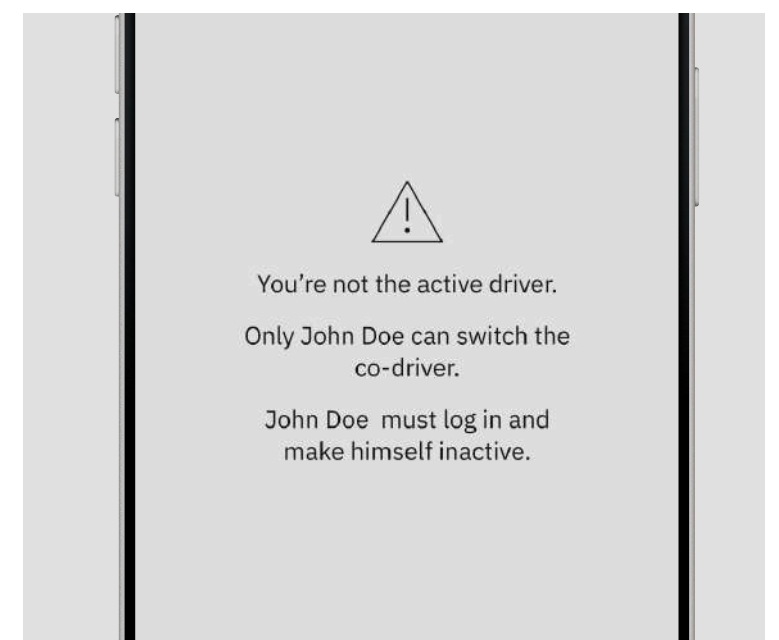 You're not the active driver.
Only John Doe can switch the
co-driver.
John Doe  must log in and
make himself inactive.